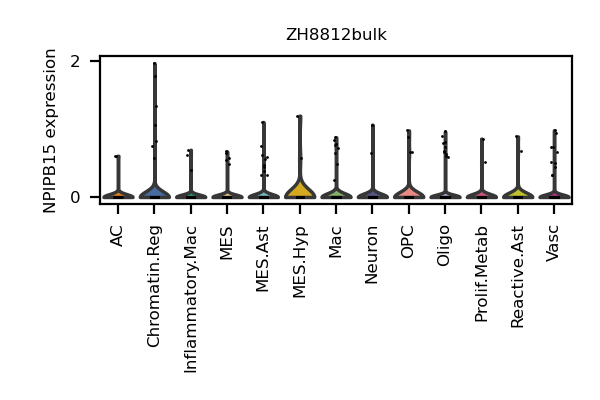 ZH8812bulk
NPIPB15 expression
2
0
AC
Chromatin.Reg
Inflammatory.Mac
MES
MES.Ast
MES.Hyp
Mac
Neuron
OPC
Oligo
Prolif.Metab
Reactive.Ast
Vasc